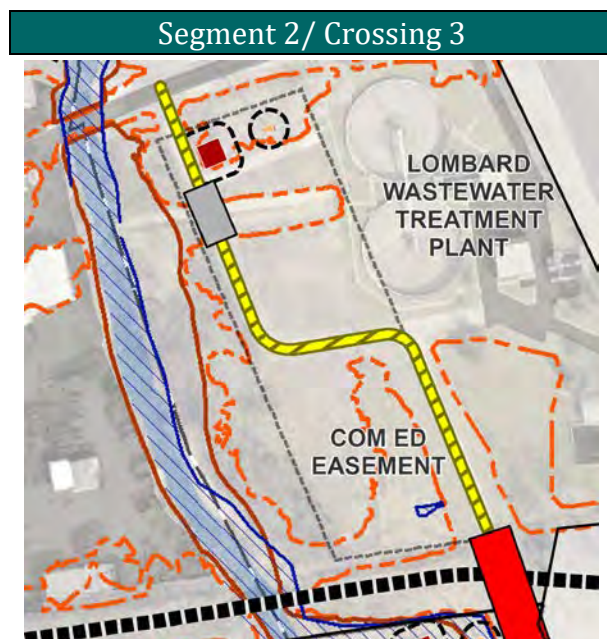 Segment 2/ Crossing 3
LOMBARD
WASTEWATER
TREATMENT
PLANT
COM ED
EASEMENT